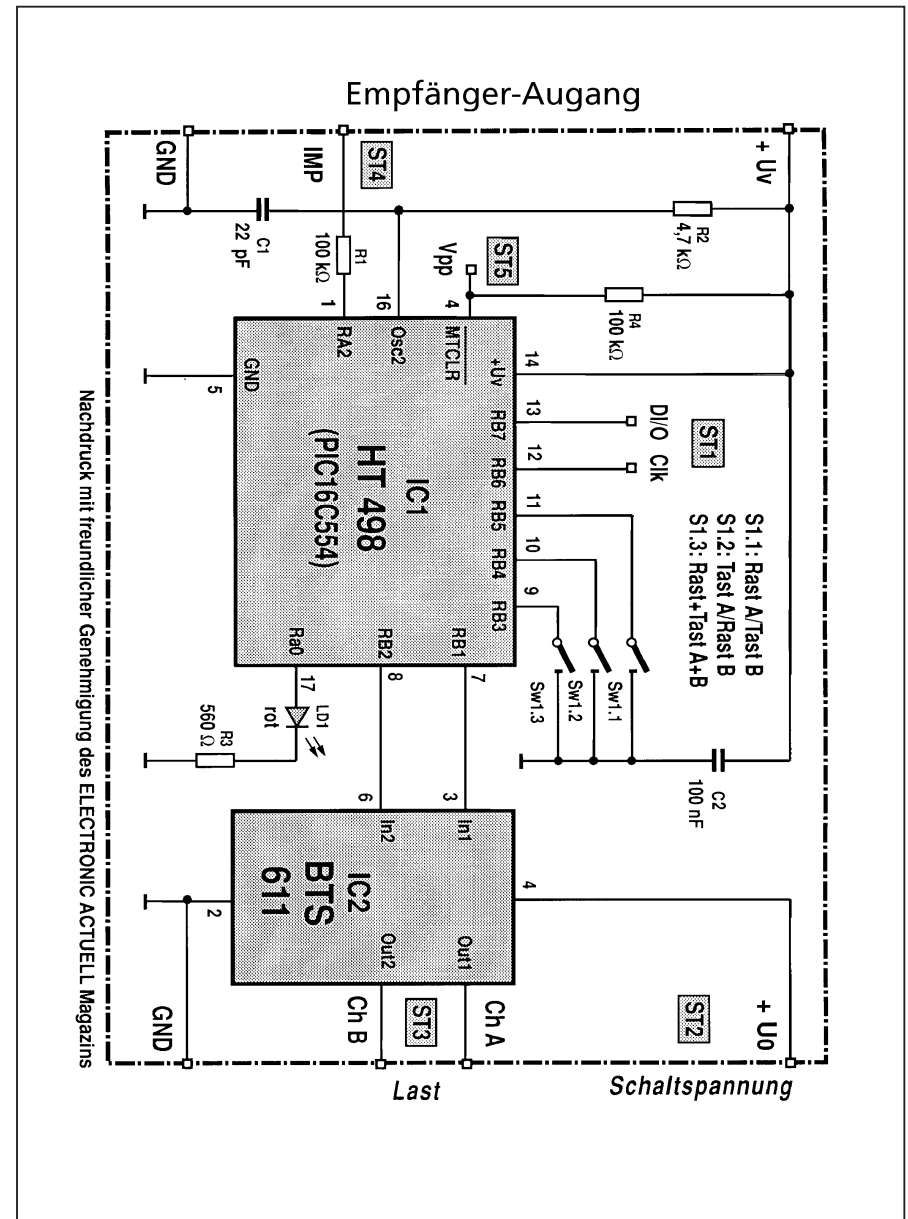 Empfänger-Augang
GND
IMP
ST4
+ Uv
C1
22 pF
R1
100 kΩ
R2
4,7 kΩ
ST5
Vpp
R4
100 kΩ
1
16
4
14
13
12
11
10
9
RA2
Osc2
MTCLR
+Uv
RB7
RB6
RB5
RB4
RB3
GND
5
IC1
HT 498
(PIC16C554)
DI/O
Clk
ST1
S1.1: Rast A/Tast B
S1.2: Tast A/Rast B
S1.3: Rast+Tast A+B
Sw1.1
Sw1.2
Sw1.3
C2
100 nF
Ra0
RB2
RB1
17
8
7
LD1
rot
R3
560 Ω
6
3
4
In2
In1
IC2
BTS
611
2
Out2
Out1
GND
Ch B
ST3
Ch A
ST2
+ Uo
Last
Schaltspannung
Nachdruck mit freundlicher Genehmigung des ELECTRONIC ACTUELL Magazins